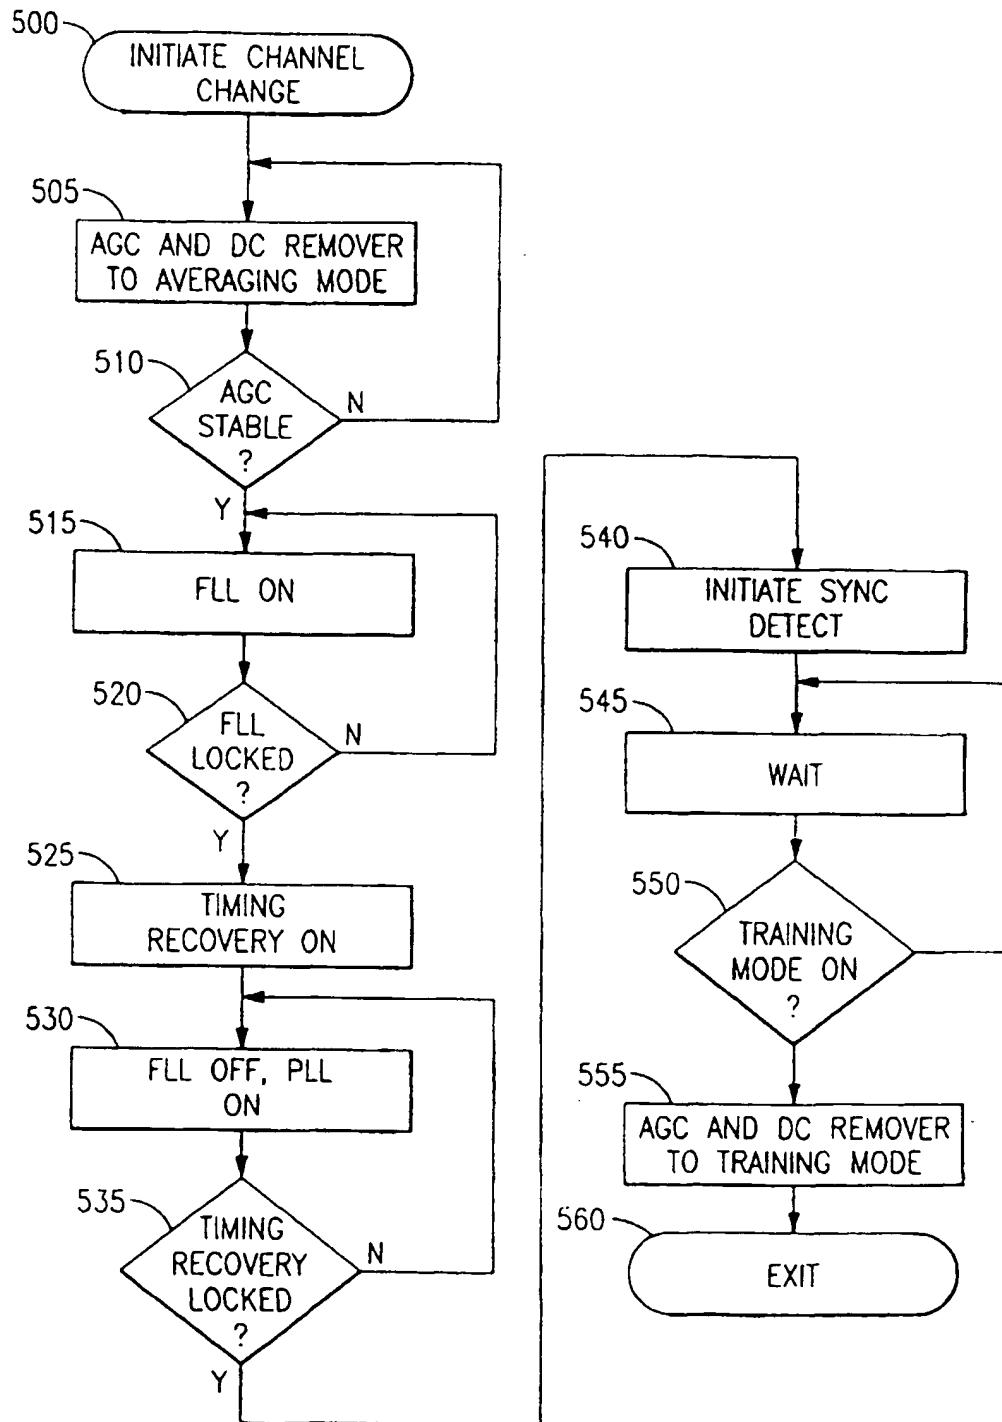 500
INITIATE CHANNEL
CHANGE
505
AGC AND DC REMOVER
TO AVERAGING MODE
510
AGC
STABLE
?
N
Y
515
FLL ON
520
FLL
LOCKED
?
N
Y
525
TIMING
RECOVERY ON
530
FLL OFF, PLL
ON
535
TIMING
RECOVERY
LOCKED
?
N
Y
540
INITIATE SYNC
DETECT
545
WAIT
550
TRAINING
MODE ON
?
555
AGC AND DC REMOVER
TO TRAINING MODE
560
EXIT